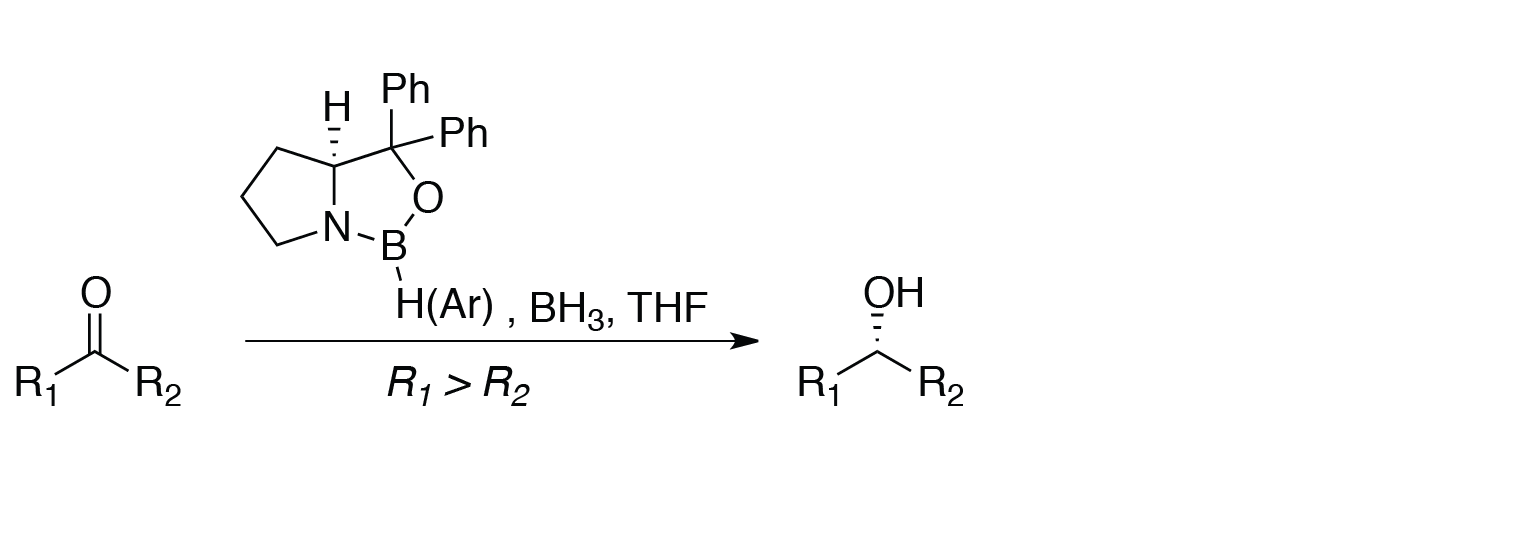 Ph
H
Ph
O
N
B
O
OH
H(Ar) , BH3, THF
R1 R2
R1 > R2
R1 R2